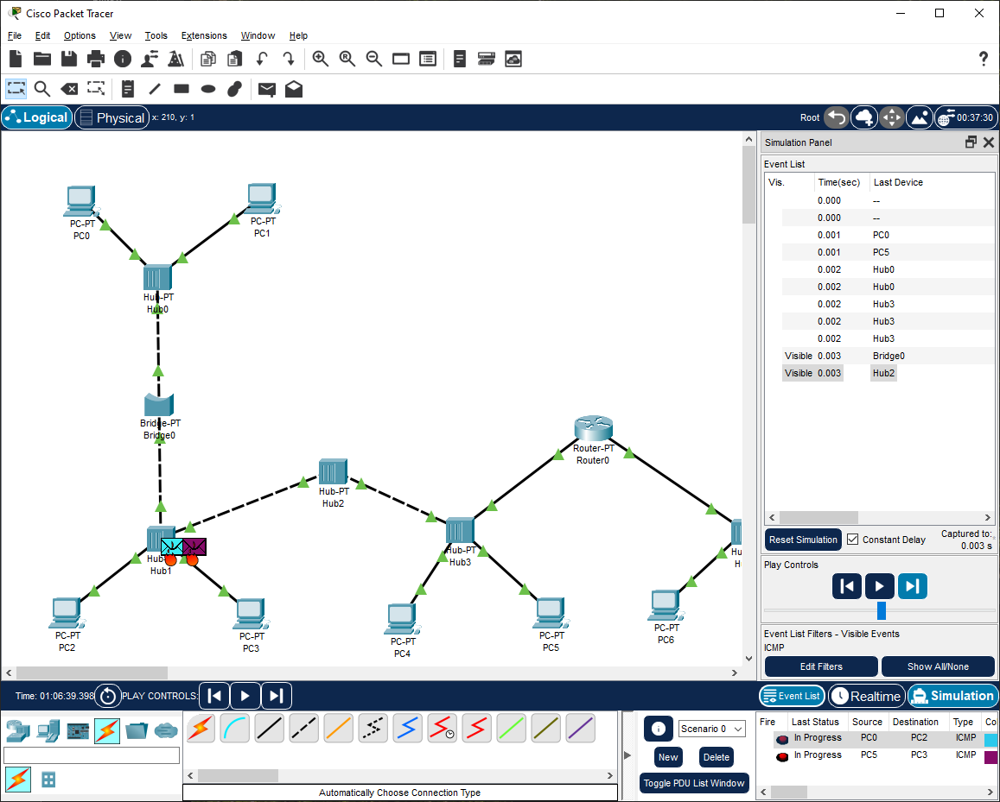 Cisco Packet Tracer
File Edit Options View Tools Extensions Window Help
Logical Physical x: 210, y: 1 Root 00:37:30
Simulation Panel
Event List
Vis. Time(sec) Last Device
0.000 --
0.000 --
0.001 PC0
0.001 PC5
0.002 Hub0
0.002 Hub0
0.002 Hub3
0.002 Hub3
0.002 Hub3
Visible 0.003 Bridge0
Visible 0.003 Hub2
Reset Simulation Constant Delay Captured to:
0.003 s
Play Controls
Event List Filters - Visible Events
ICMP
Edit Filters Show All/None
PC-PT
PC0
PC-PT
PC1
Hub-PT
Hub0
Bridge-PT
Bridge0
Hub-PT
Hub2
Router-PT
Router0
Hub
Hub1
Hub-PT
Hub3
Hu
H
PC-PT
PC2
PC-PT
PC3
PC-PT
PC4
PC-PT
PC5
PC-PT
PC6
Time: 01:06:39.398 PLAY CONTROLS:
Event List Realtime Simulation
Scenario 0
New Delete
Toggle PDU List Window
Fire Last Status Source Destination Type Co
In Progress PC0 PC2 ICMP
In Progress PC5 PC3 ICMP
Automatically Choose Connection Type